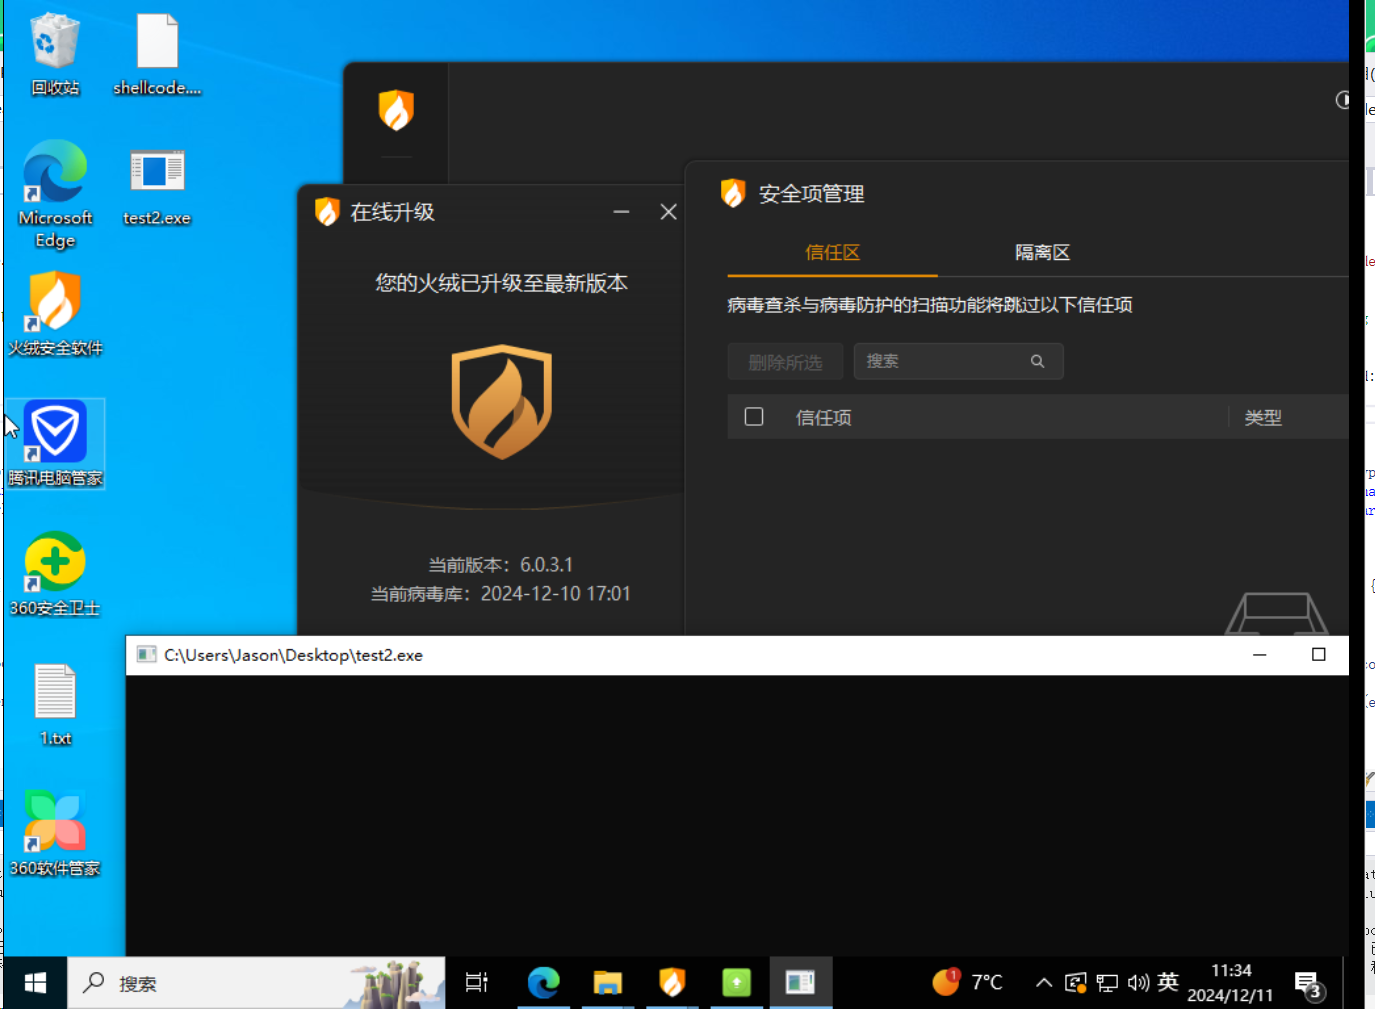 回收站
shellcode....
Microsoft
Edge
test2.exe
火绒安全软件
腾讯电脑管家
360安全卫士
1.txt
360软件管家
在线升级
您的火绒已升级至最新版本
当前版本：6.0.3.1
当前病毒库：2024-12-10 17:01
安全项管理
信任区
隔离区
病毒查杀与病毒防护的扫描功能将跳过以下信任项
删除所选
搜索
信任项
类型
C:\Users\Jason\Desktop\test2.exe
搜索
1
7°C
英
11:34
2024/12/11
3